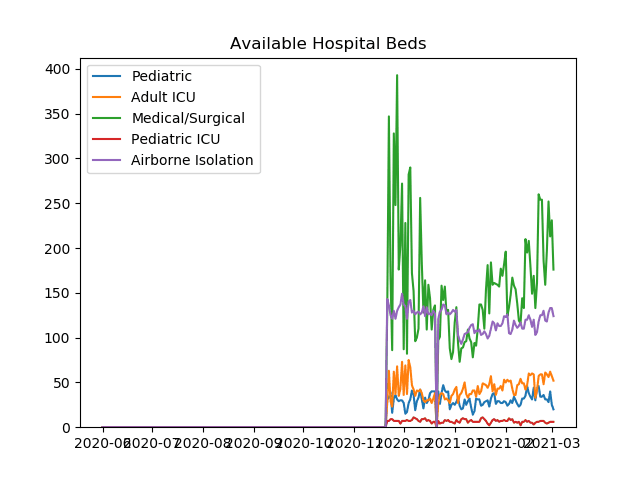 Available Hospital Beds
Pediatric
Adult ICU
Medical/Surgical
Pediatric ICU
Airborne Isolation
400
350
300
250
200
150
100
50
0
2020-06 2020-07 2020-08 2020-09 2020-10 2020-11 2020-12 2021-01 2021-02 2021-03